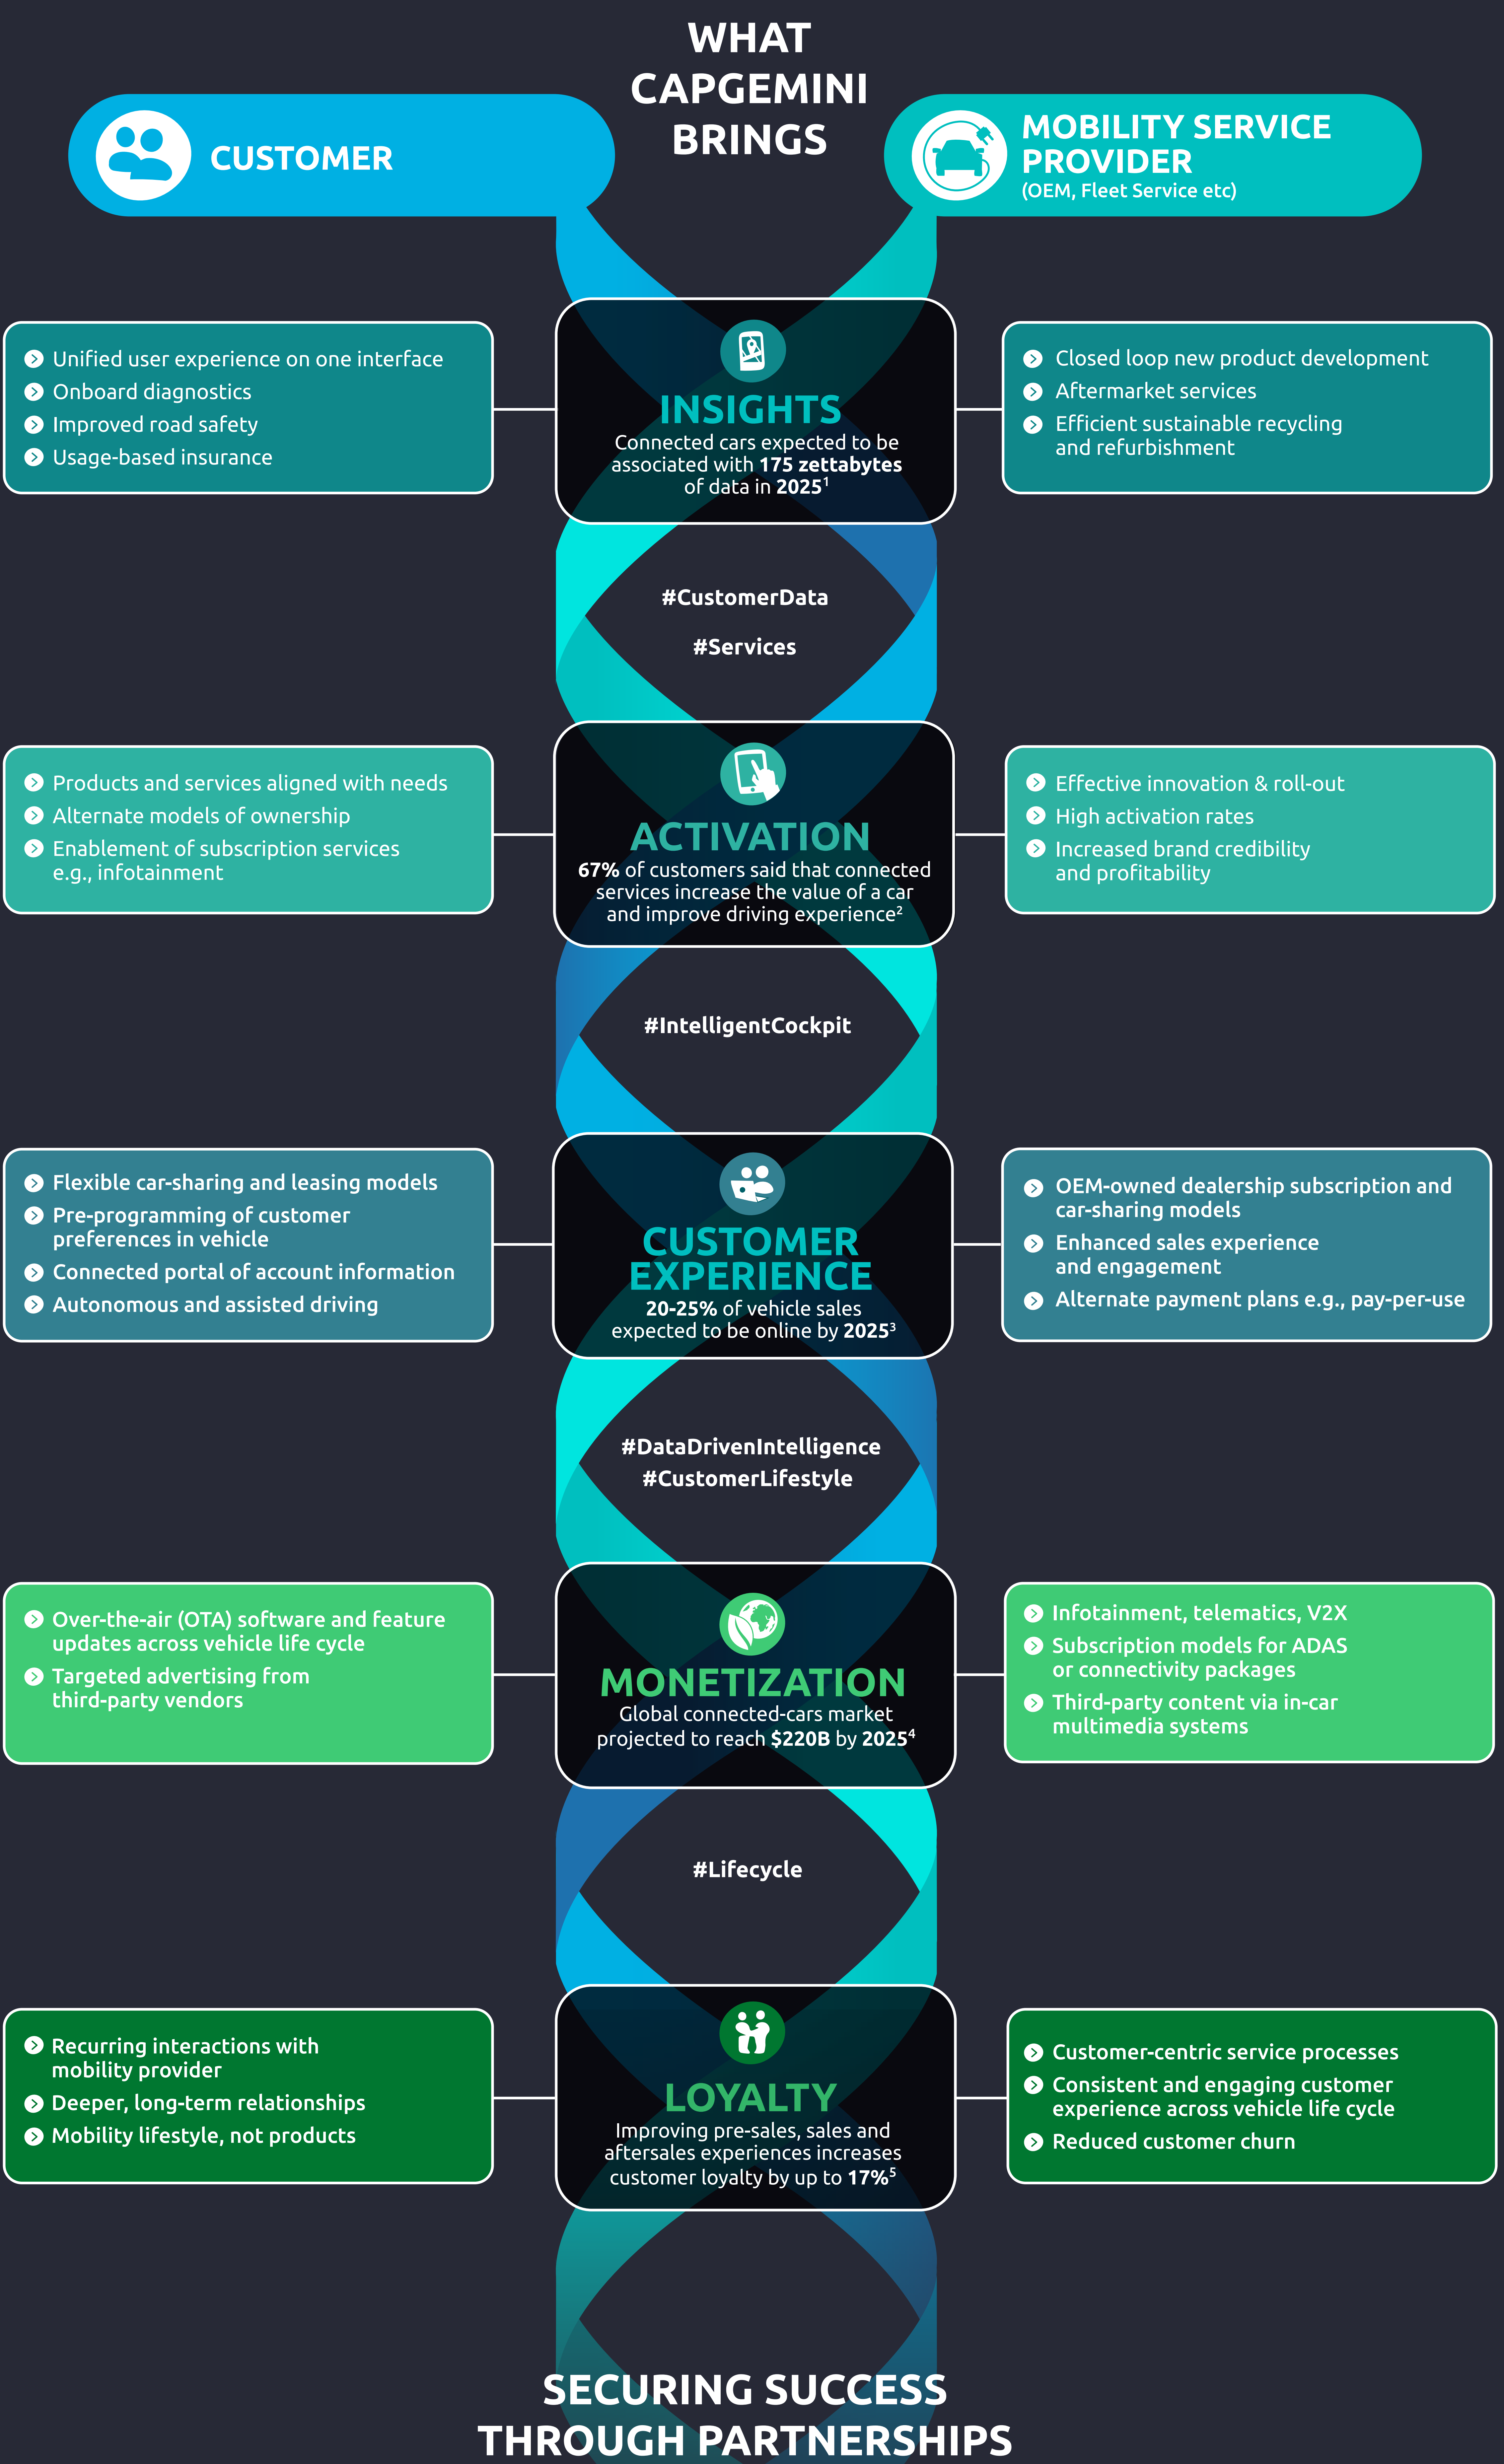 WHAT
CAPGEMINI
BRINGS
CUSTOMER
MOBILITY SERVICE
PROVIDER
(OEM, Fleet Service etc)
Unified user experience on one interface
Onboard diagnostics
Improved road safety
Usage-based insurance
INSIGHTS
Connected cars expected to be
associated with 175 zettabytes
of data in 2025¹
Closed loop new product development
Aftermarket services
Efficient sustainable recycling
and refurbishment
#CustomerData
#Services
Products and services aligned with needs
Alternate models of ownership
Enablement of subscription services
e.g., infotainment
ACTIVATION
67% of customers said that connected
services increase the value of a car
and improve driving experience²
Effective innovation & roll-out
High activation rates
Increased brand credibility
and profitability
#IntelligentCockpit
Flexible car-sharing and leasing models
Pre-programming of customer
preferences in vehicle
Connected portal of account information
Autonomous and assisted driving
CUSTOMER
EXPERIENCE
20-25% of vehicle sales
expected to be online by 2025³
OEM-owned dealership subscription and
car-sharing models
Enhanced sales experience
and engagement
Alternate payment plans e.g., pay-per-use
#DataDrivenIntelligence
#CustomerLifestyle
Over-the-air (OTA) software and feature
updates across vehicle life cycle
Targeted advertising from
third-party vendors
MONETIZATION
Global connected-cars market
projected to reach $220B by 2025⁴
Infotainment, telematics, V2X
Subscription models for ADAS
or connectivity packages
Third-party content via in-car
multimedia systems
#Lifecycle
Recurring interactions with
mobility provider
Deeper, long-term relationships
Mobility lifestyle, not products
LOYALTY
Improving pre-sales, sales and
aftersales experiences increases
customer loyalty by up to 17%⁵
Customer-centric service processes
Consistent and engaging customer
experience across vehicle life cycle
Reduced customer churn
SECURING SUCCESS
THROUGH PARTNERSHIPS